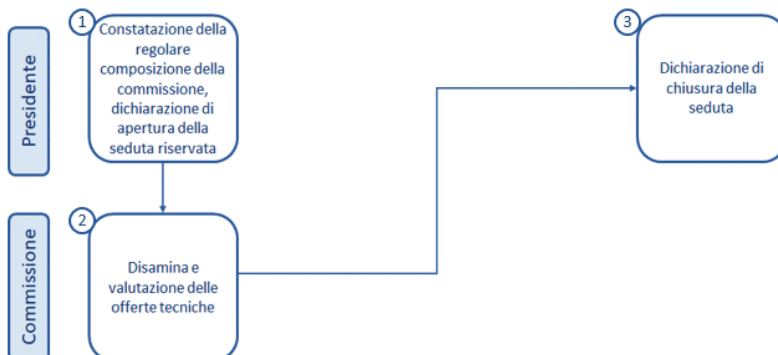 1
Constatazione della
regolare
composizione della
commissione,
dichiarazione di
apertura della
seduta riservata
3
Dichiarazione di
chiusura della
seduta
Presidente
2
Disamina e
valutazione delle
offerte tecniche
Commissione